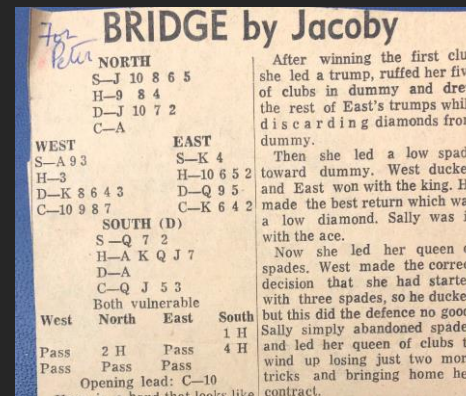 For
Peter
BRIDGE by Jacoby
NORTH
S—J 10 8 6 5
H—9 8 4
D—J 10 7 2
C—A
WEST EAST
S—A 9 3 S—K 4
H—3 H—10 6 5 2
D—K 8 6 4 3 D—Q 9 5
C—10 9 8 7 C—K 6 4 2
SOUTH (D)
S—Q 7 2
H—A K Q J 7
D—A
C—Q J 5 3
Both vulnerable
West North East South
1 H
Pass 2 H Pass 4 H
Pass Pass Pass
Opening lead: C—10
hand that looks like
After winning the first clu
she led a trump, ruffed her fiv
of clubs in dummy and drew
the rest of East's trumps whil
discarding diamonds from
dummy.
Then she led a low spad
toward dummy. West ducke
and East won with the king. H
made the best return which wa
a low diamond. Sally was i
with the ace.
Now she led her queen o
spades. West made the correc
decision that she had starte
with three spades, so he ducke
but this did the defence no goo
Sally simply abandoned spade
and led her queen of clubs t
wind up losing just two mor
tricks and bringing home he
contract.